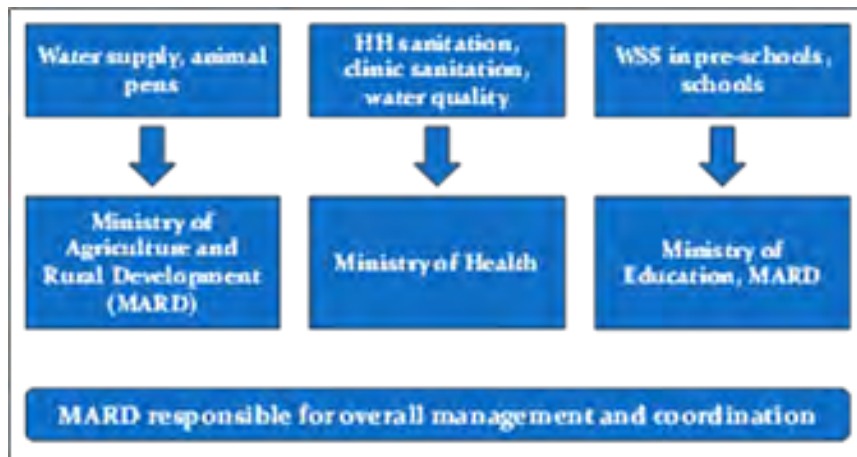 Water supply, animal
pens
HH sanitation,
clinic sanitation,
water quality
WSS in pre-schools,
schools
Ministry of
Agriculture and
Rural Development
(MARD)
Ministry of Health
Ministry of
Education, MARD
MARD responsible for overall management and coordination